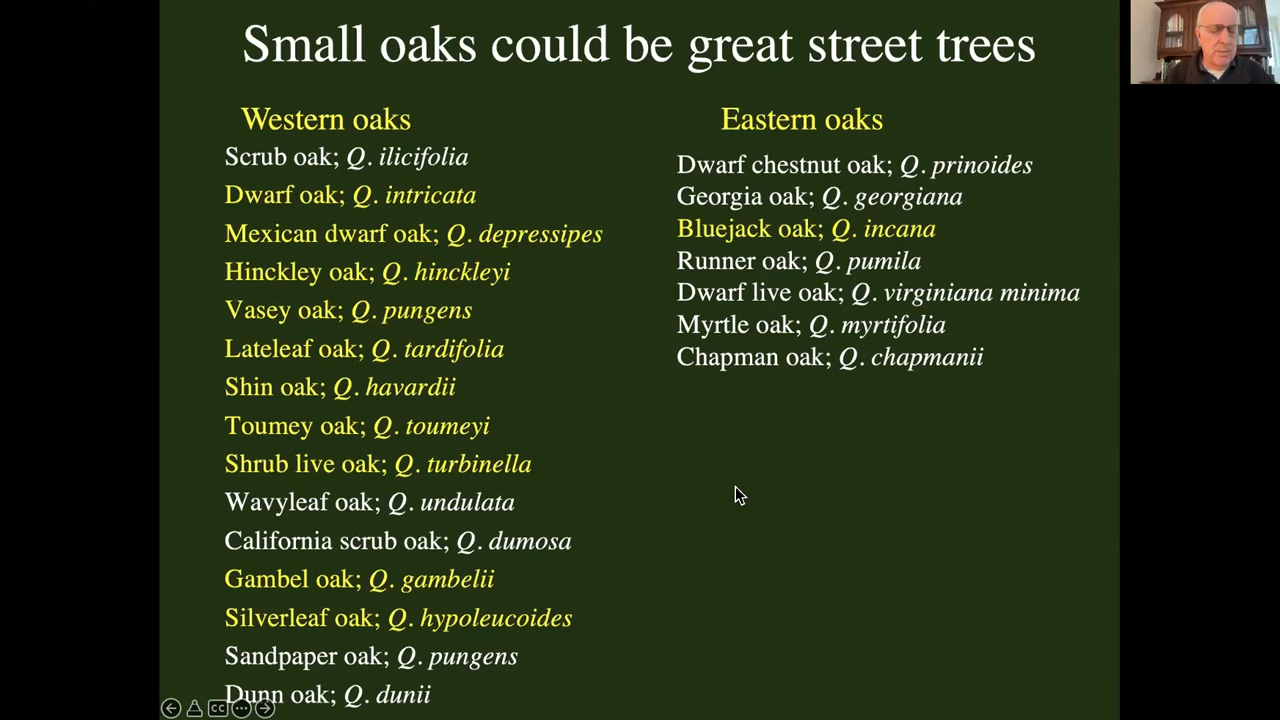 Small oaks could be great street trees
Western oaks
Scrub oak; Q. ilicifolia
Dwarf oak; Q. intricata
Mexican dwarf oak; Q. depressipes
Hinckley oak; Q. hinckleyi
Vasey oak; Q. pungens
Lateleaf oak; Q. tardifolia
Shin oak; Q. havardii
Toumey oak; Q. toumeyi
Shrub live oak; Q. turbinella
Wavyleaf oak; Q. undulata
California scrub oak; Q. dumosa
Gambel oak; Q. gambelii
Silverleaf oak; Q. hypoleucoides
Sandpaper oak; Q. pungens
Dunn oak; Q. dunii
Eastern oaks
Dwarf chestnut oak; Q. prinoides
Georgia oak; Q. georgiana
Bluejack oak; Q. incana
Runner oak; Q. pumila
Dwarf live oak; Q. virginiana minima
Myrtle oak; Q. myrtifolia
Chapman oak; Q. chapmanii
CC